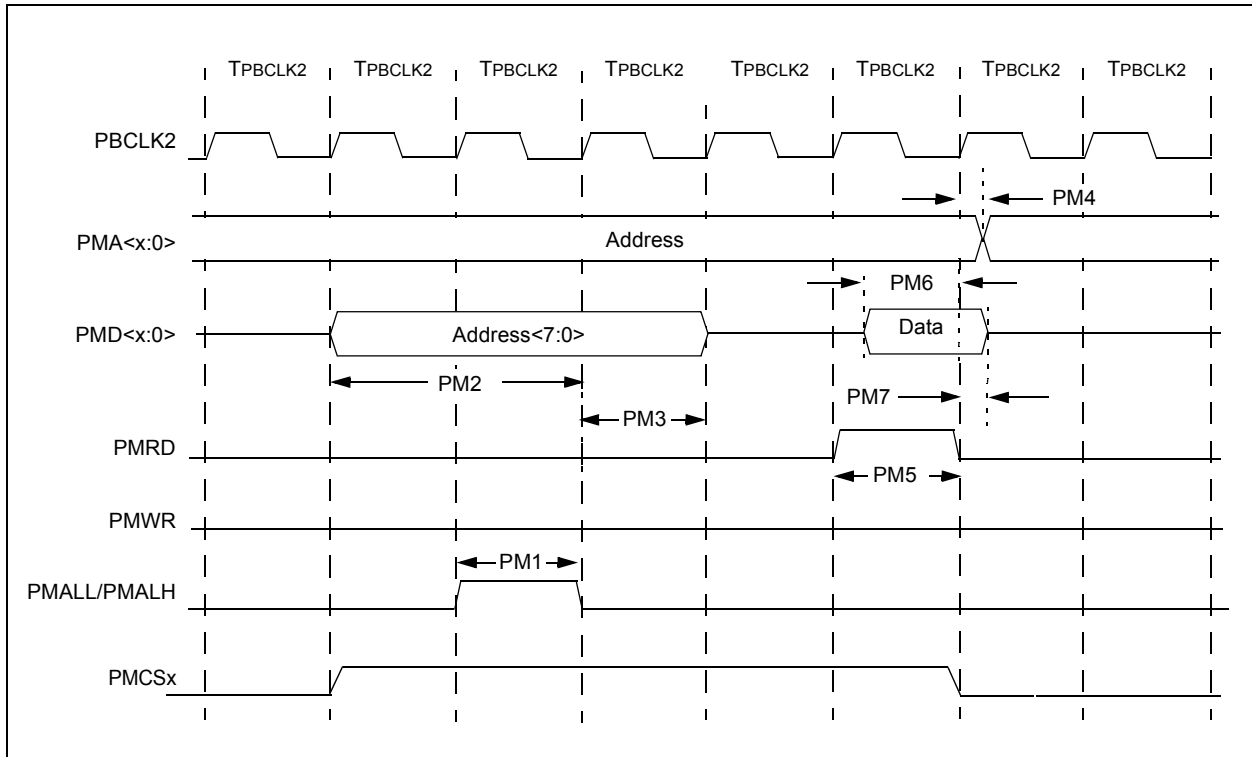 TPBCLK2 TPBCLK2 TPBCLK2 TPBCLK2 TPBCLK2 TPBCLK2 TPBCLK2 TPBCLK2
PBCLK2
PM4
PMA<x:0>
Address
PM6
PMD<x:0>
Address<7:0>
Data
PM2
PM7
PM3
PMRD
PM5
PMWR
PM1
PMALL/PMALH
PMCSx